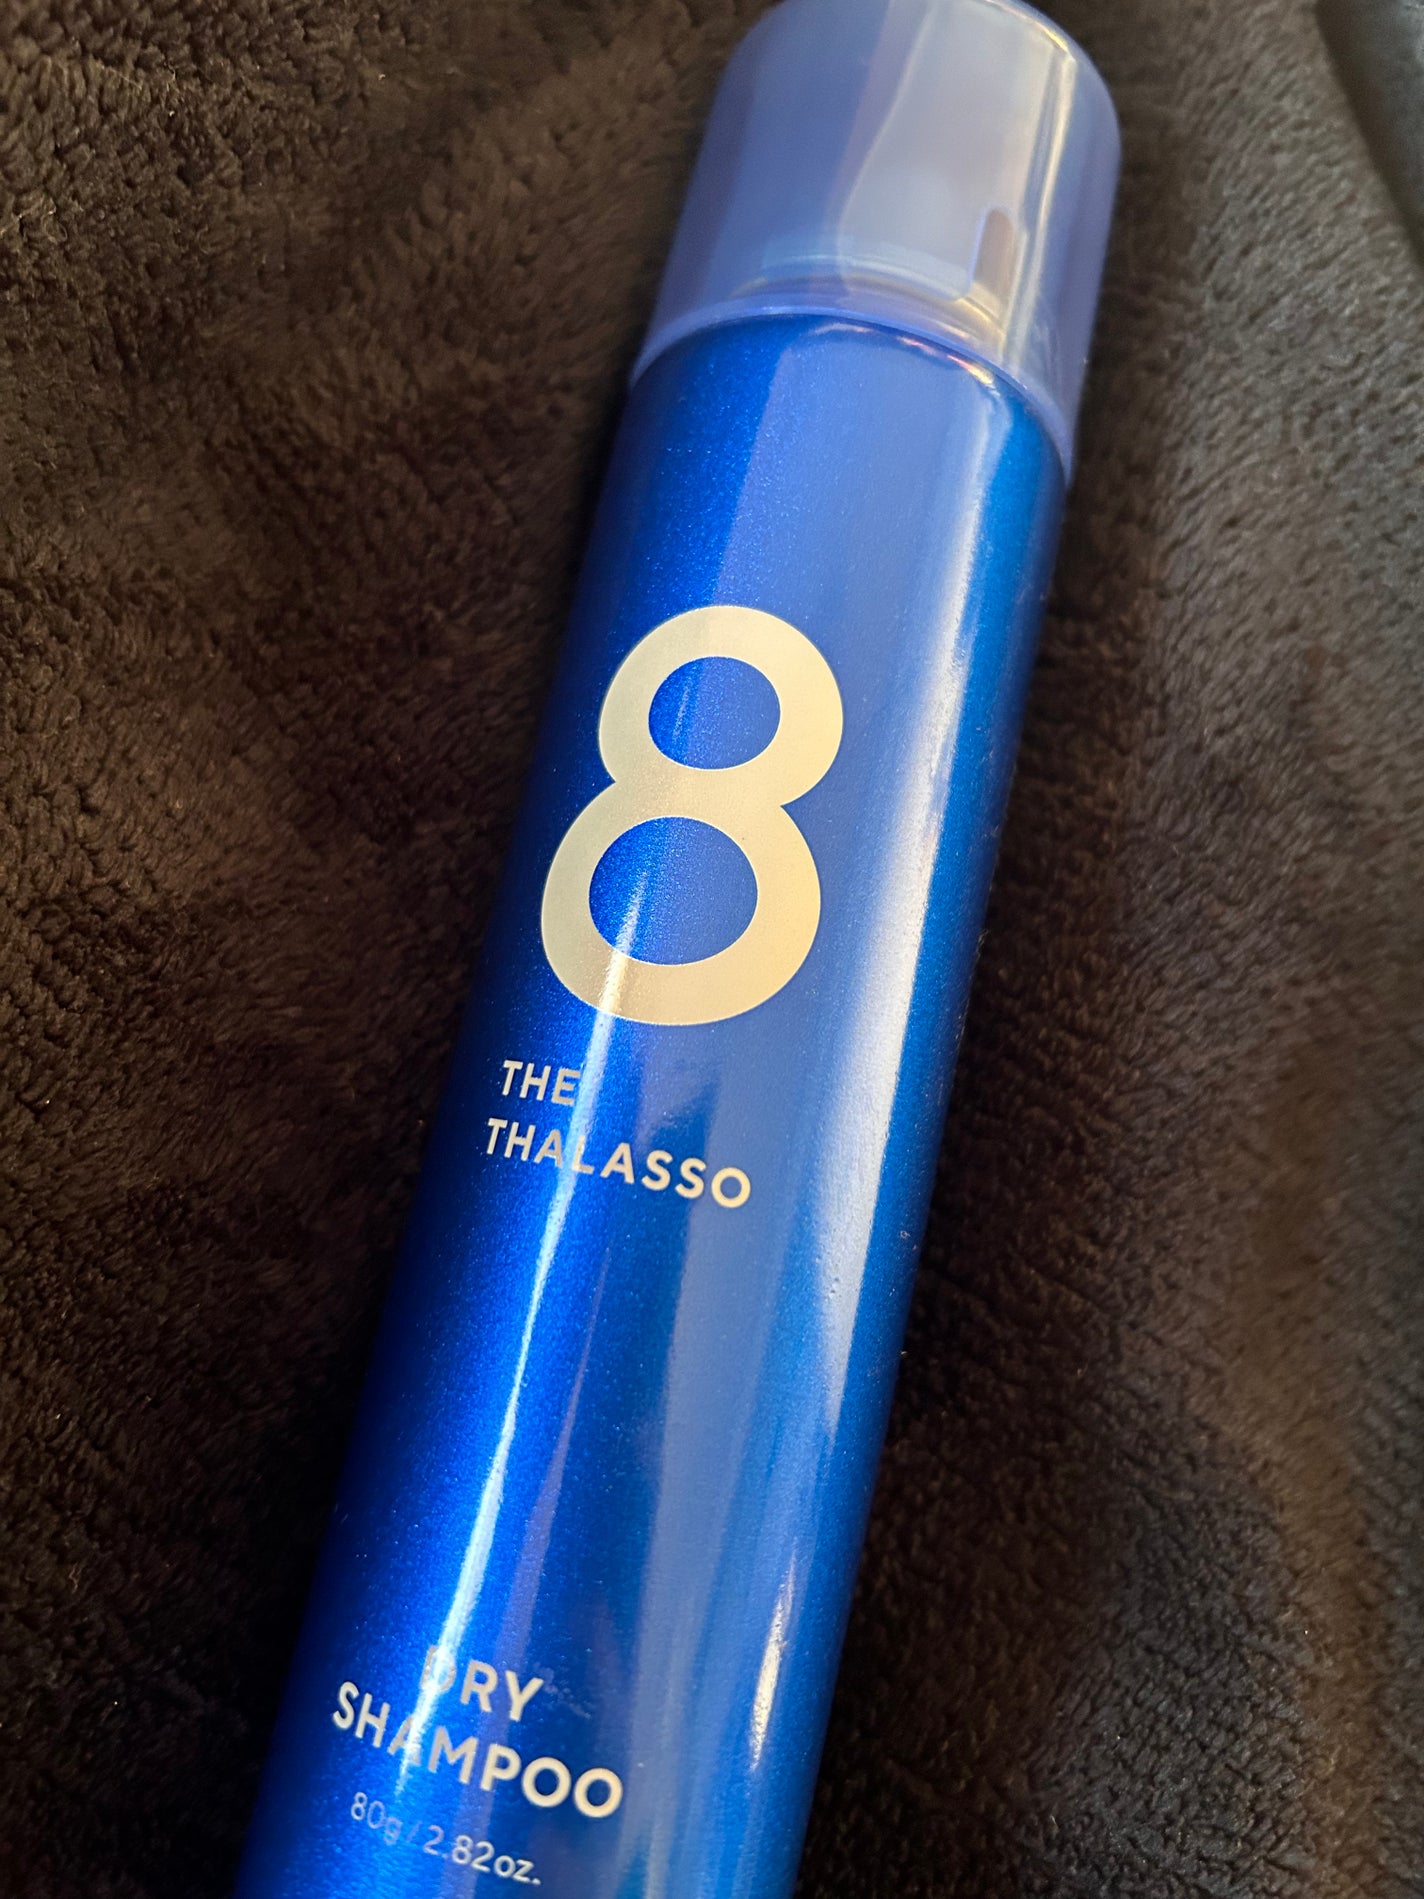 8
THE
THALASSO
DRY
SHAMPOO
80g / 2.82oz.